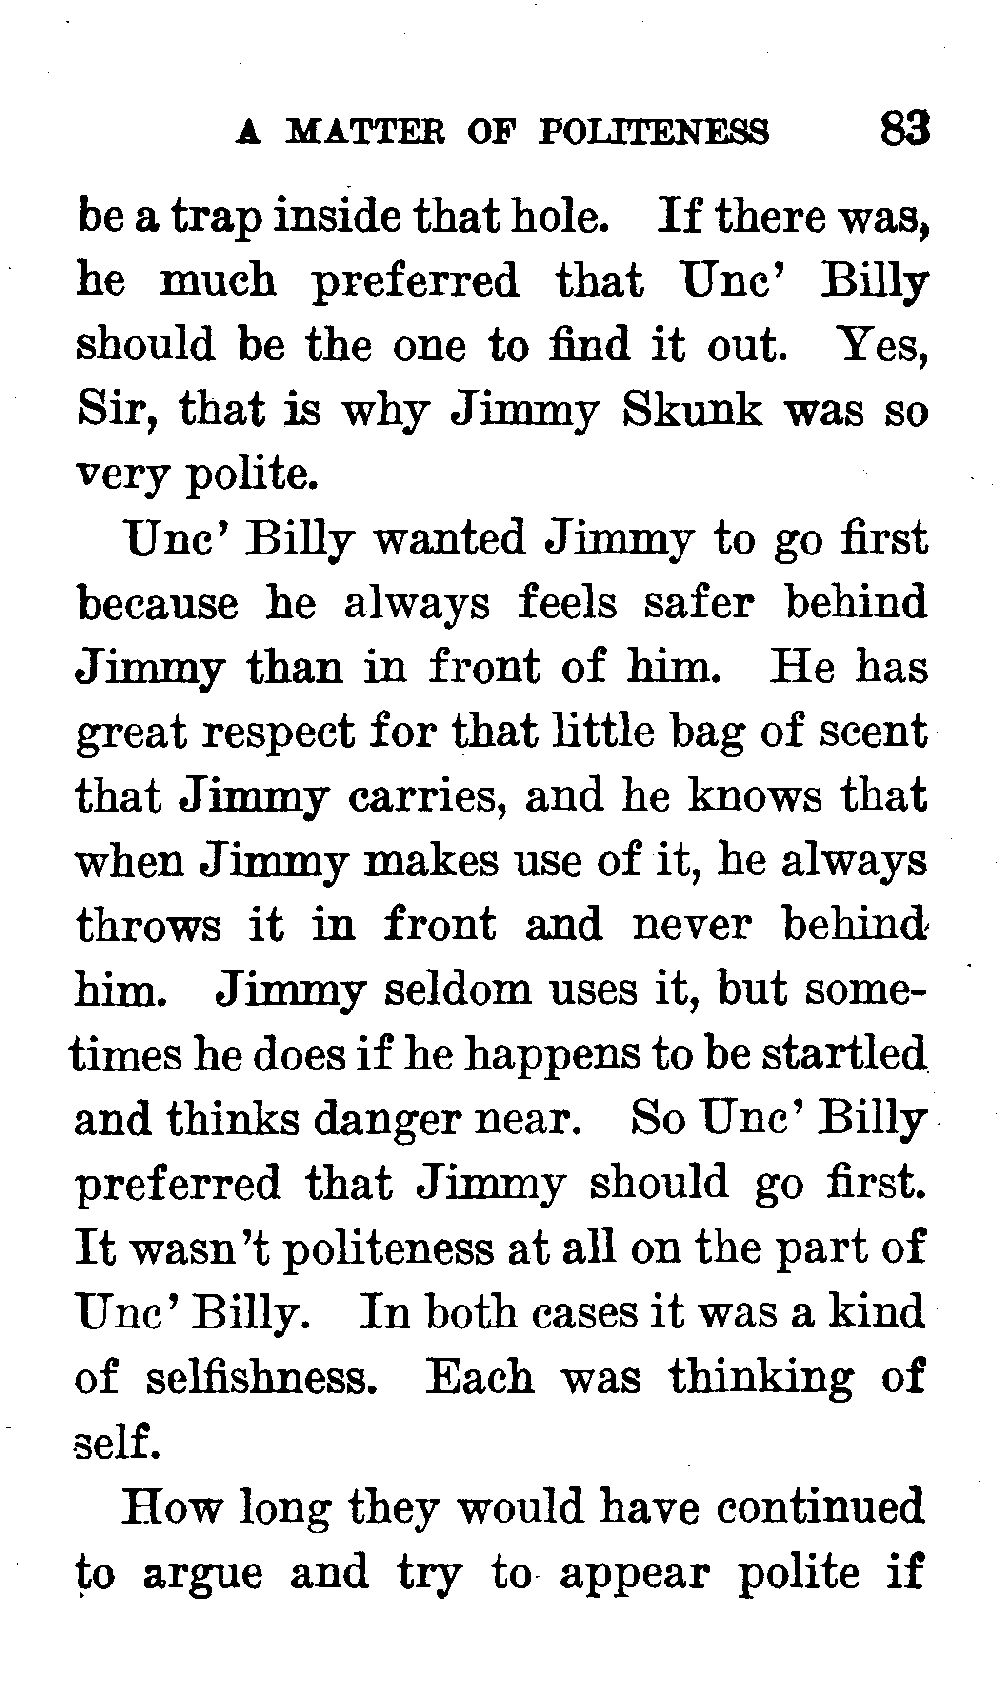 A MATTER OF POLITENESS 83
be a trap inside that hole. If there was,
he much preferred that Unc' Billy
should be the one to find it out. Yes,
Sir, that is why Jimmy Skunk was so
very polite.
Unc' Billy wanted Jimmy to go first
because he always feels safer behind
Jimmy than in front of him. He has
great respect for that little bag of scent
that Jimmy carries, and he knows that
when Jimmy makes use of it, he always
throws it in front and never behind
him. Jimmy seldom uses it, but some-
times he does if he happens to be startled
and thinks danger near. So Unc' Billy
preferred that Jimmy should go first.
It wasn't politeness at all on the part of
Unc' Billy. In both cases it was a kind
of selfishness. Each was thinking of
self.
How long they would have continued
to argue and try to appear polite if